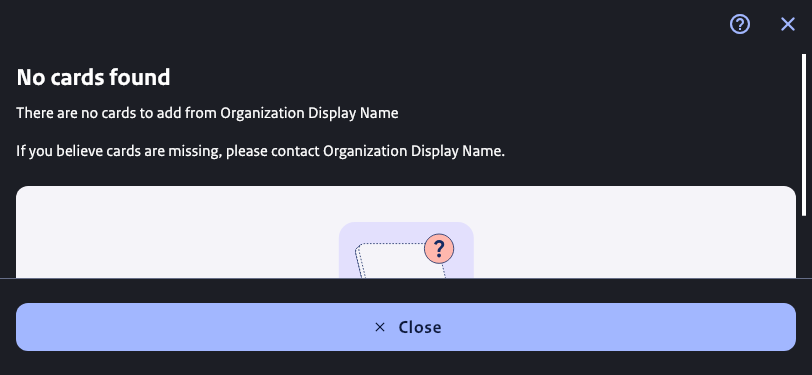 No cards found
There are no cards to add from Organization Display Name
If you believe cards are missing, please contact Organization Display Name.
?
Close